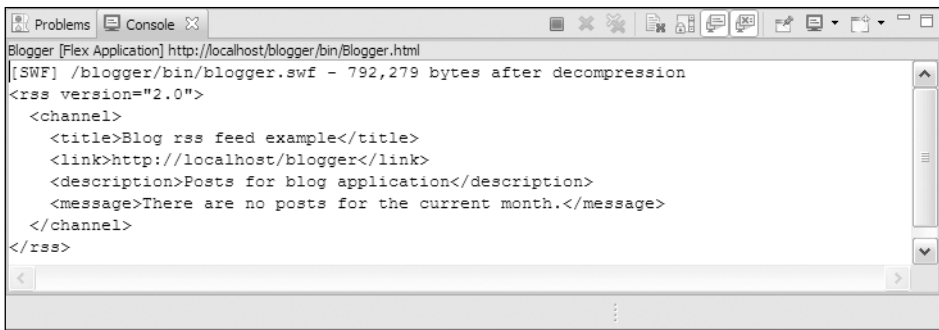 Problems Console
Blogger [Flex Application] http://localhost/blogger/bin/Blogger.html
[SWF] /blogger/bin/blogger.swf - 792,279 bytes after decompression
<rss version="2.0">
  <channel>
    <title>Blog rss feed example</title>
    <link>http://localhost/blogger</link>
    <description>Posts for blog application</description>
    <message>There are no posts for the current month.</message>
  </channel>
</rss>